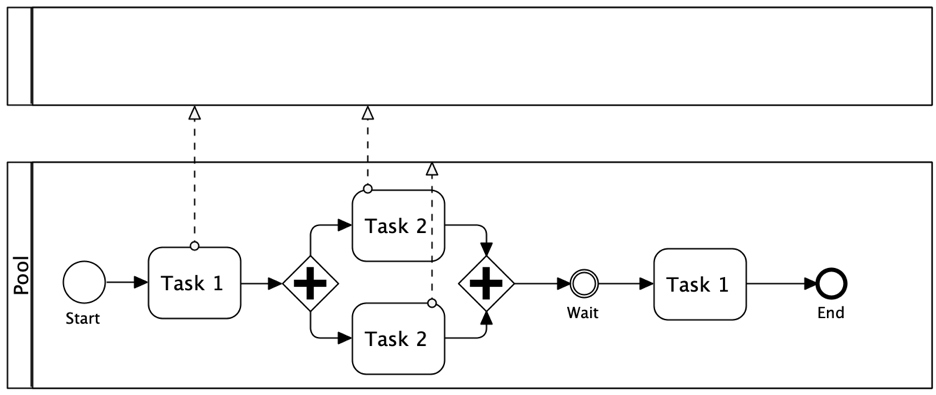 Pool
Start
Task 1
Task 2
Task 2
Wait
Task 1
End